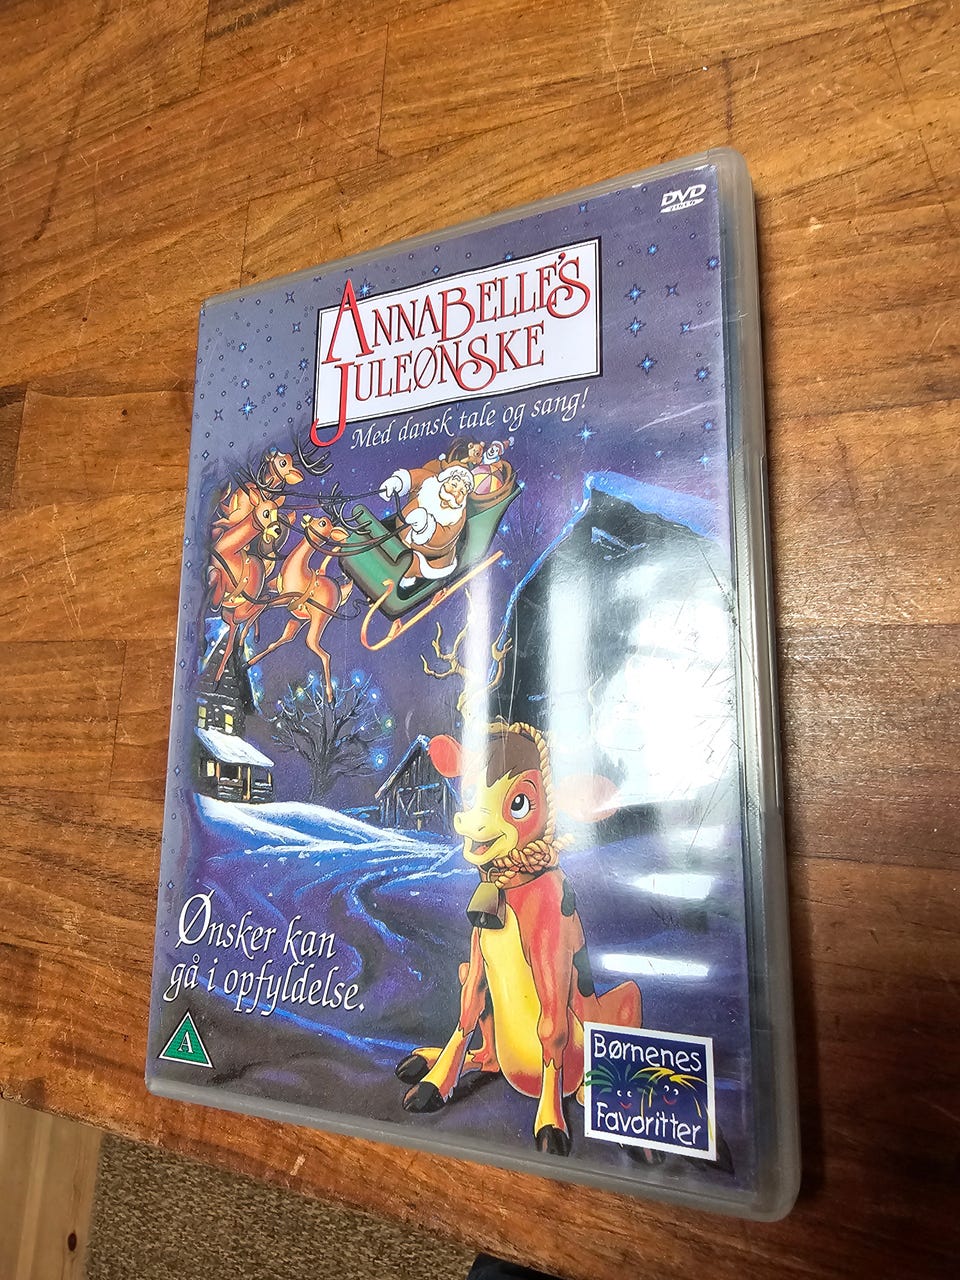 DVD
ANNABELLE'S
JULEØNSKE
Med dansk tale og sang!
Ønsker kan
gå i opfyldelse.
A
Børnenes
Favoritter